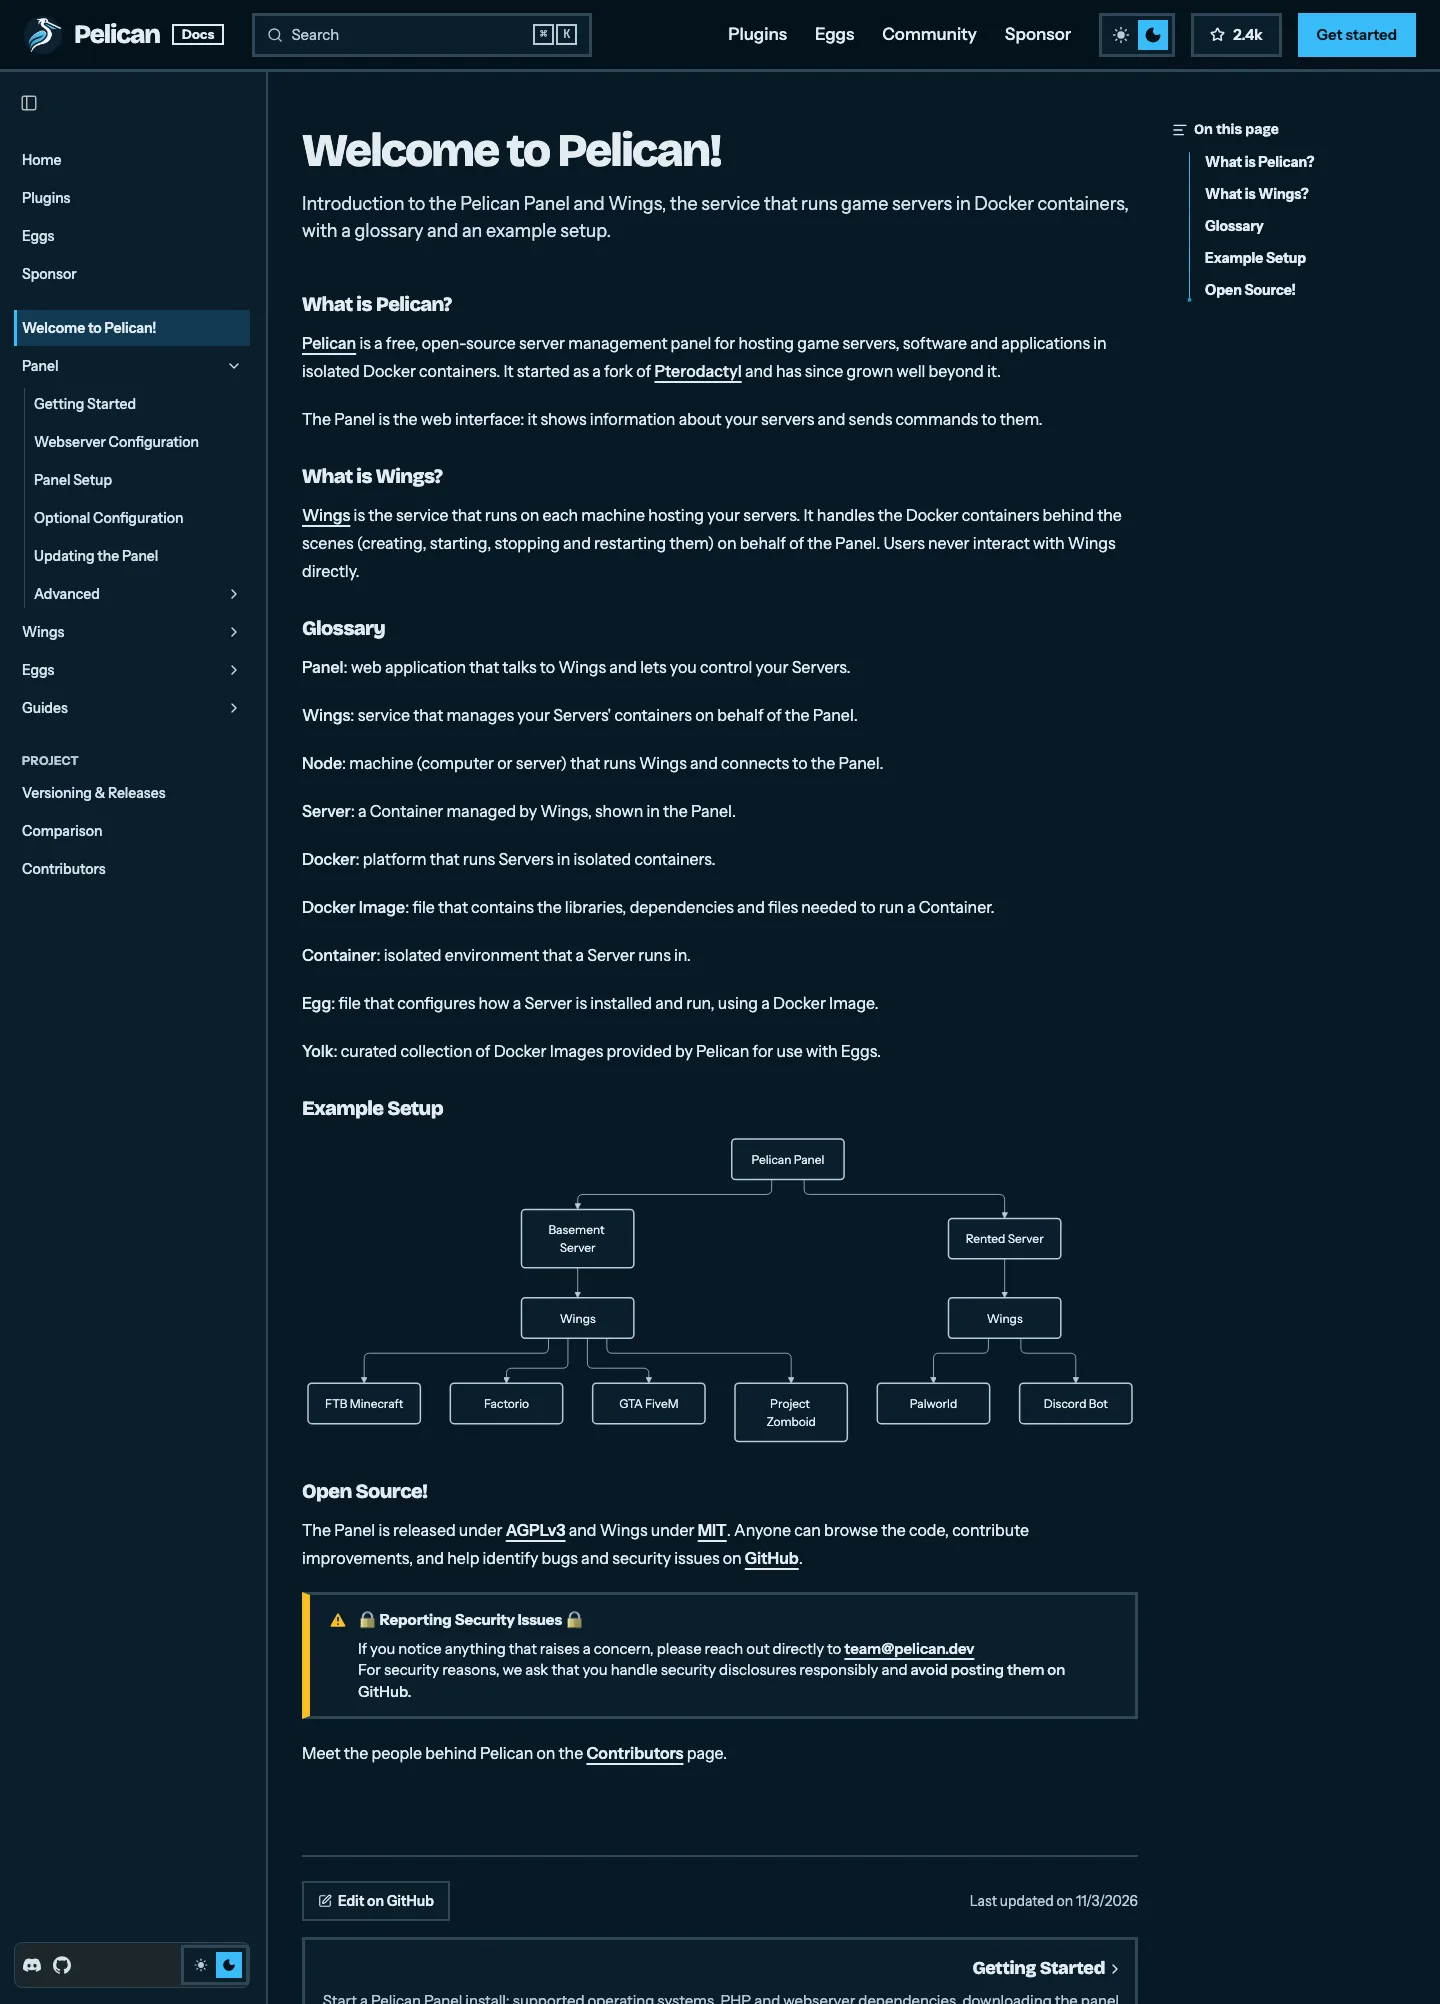 Pelican Docs
Search ⌘ K
Plugins Eggs Community Sponsor
2.4k
Get started
Home
Plugins
Eggs
Sponsor
Welcome to Pelican!
Panel
Getting Started
Webserver Configuration
Panel Setup
Optional Configuration
Updating the Panel
Advanced
Wings
Eggs
Guides
PROJECT
Versioning & Releases
Comparison
Contributors
Welcome to Pelican!
Introduction to the Pelican Panel and Wings, the service that runs game servers in Docker containers,
with a glossary and an example setup.
What is Pelican?
Pelican is a free, open-source server management panel for hosting game servers, software and applications in
isolated Docker containers. It started as a fork of Pterodactyl and has since grown well beyond it.
The Panel is the web interface: it shows information about your servers and sends commands to them.
What is Wings?
Wings is the service that runs on each machine hosting your servers. It handles the Docker containers behind the
scenes (creating, starting, stopping and restarting them) on behalf of the Panel. Users never interact with Wings
directly.
Glossary
Panel: web application that talks to Wings and lets you control your Servers.
Wings: service that manages your Servers' containers on behalf of the Panel.
Node: machine (computer or server) that runs Wings and connects to the Panel.
Server: a Container managed by Wings, shown in the Panel.
Docker: platform that runs Servers in isolated containers.
Docker Image: file that contains the libraries, dependencies and files needed to run a Container.
Container: isolated environment that a Server runs in.
Egg: file that configures how a Server is installed and run, using a Docker Image.
Yolk: curated collection of Docker Images provided by Pelican for use with Eggs.
Example Setup
Pelican Panel
Basement
Server
Rented Server
Wings
Wings
FTB Minecraft
Factorio
GTA FiveM
Project
Zomboid
Palworld
Discord Bot
Open Source!
The Panel is released under AGPLv3 and Wings under MIT. Anyone can browse the code, contribute
improvements, and help identify bugs and security issues on GitHub.
🔒 Reporting Security Issues 🔒
If you notice anything that raises a concern, please reach out directly to team@pelican.dev
For security reasons, we ask that you handle security disclosures responsibly and avoid posting them on
GitHub.
Meet the people behind Pelican on the Contributors page.
Edit on GitHub
Last updated on 11/3/2026
Getting Started
Start a Pelican Panel install: supported operating systems, PHP and webserver dependencies, downloading the panel
On this page
What is Pelican?
What is Wings?
Glossary
Example Setup
Open Source!